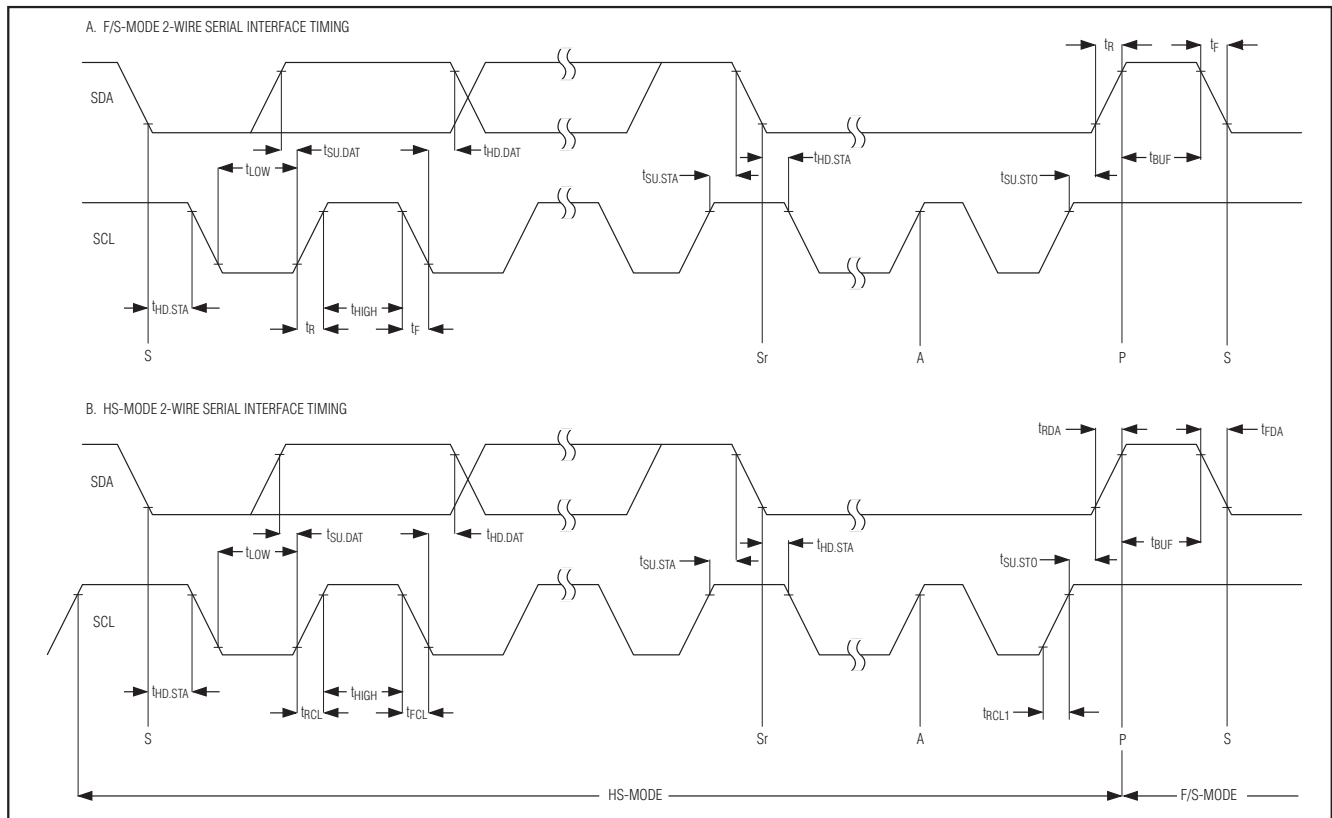 A. F/S-MODE 2-WIRE SERIAL INTERFACE TIMING
tR
tF
SDA
tSU.DAT
tHD.DAT
tHD.STA
tBUF
tLOW
tSU.STA
tSU.STO
SCL
tHD.STA
tHIGH
tR
tF
S
Sr
A
P
S
B. HS-MODE 2-WIRE SERIAL INTERFACE TIMING
tRDA
tFDA
SDA
tSU.DAT
tHD.DAT
tHD.STA
tBUF
tLOW
tSU.STA
tSU.STO
SCL
tHD.STA
tHIGH
tRCL
tFCL
tRCL1
S
Sr
A
P
S
HS-MODE
F/S-MODE